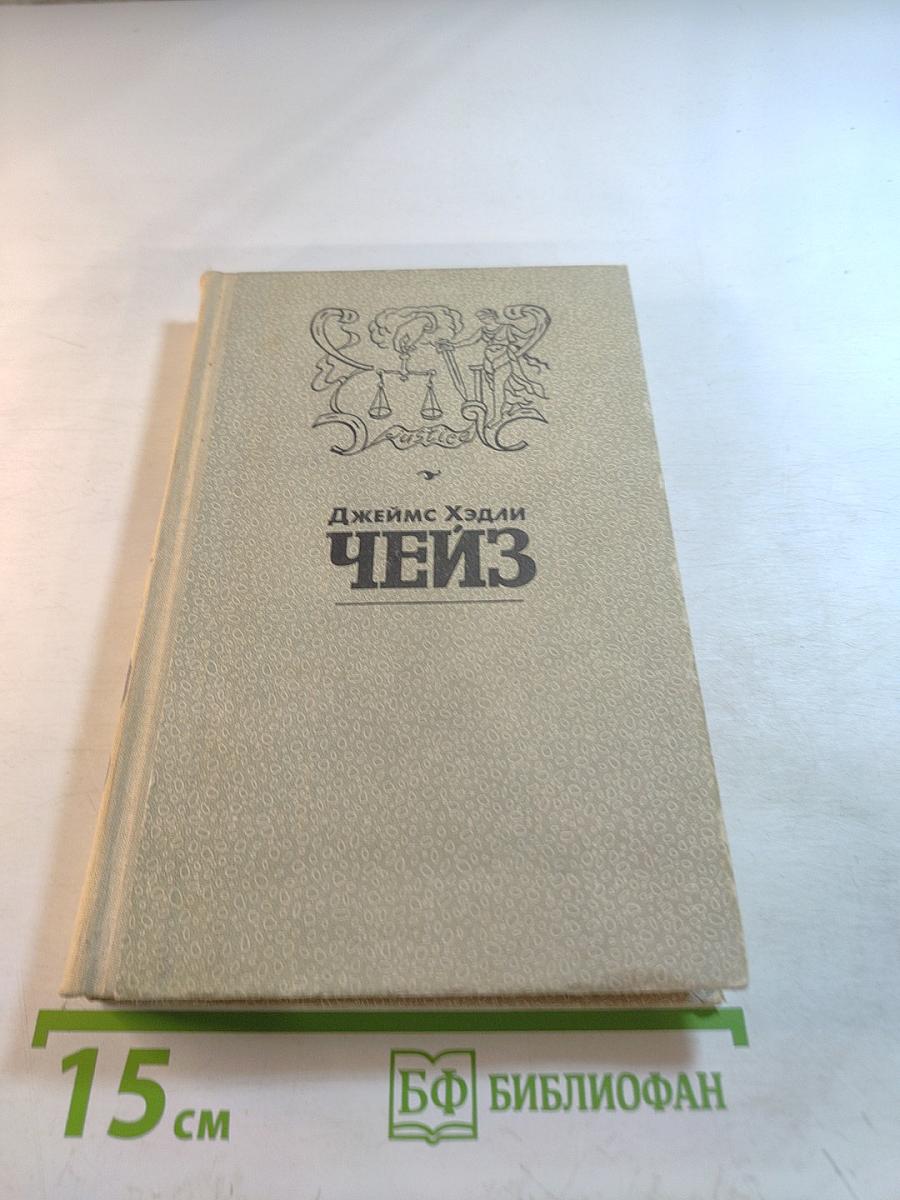 Justice
Джеймс Хэдли
ЧЕЙЗ
15 см
БФ БИБЛИОФАН